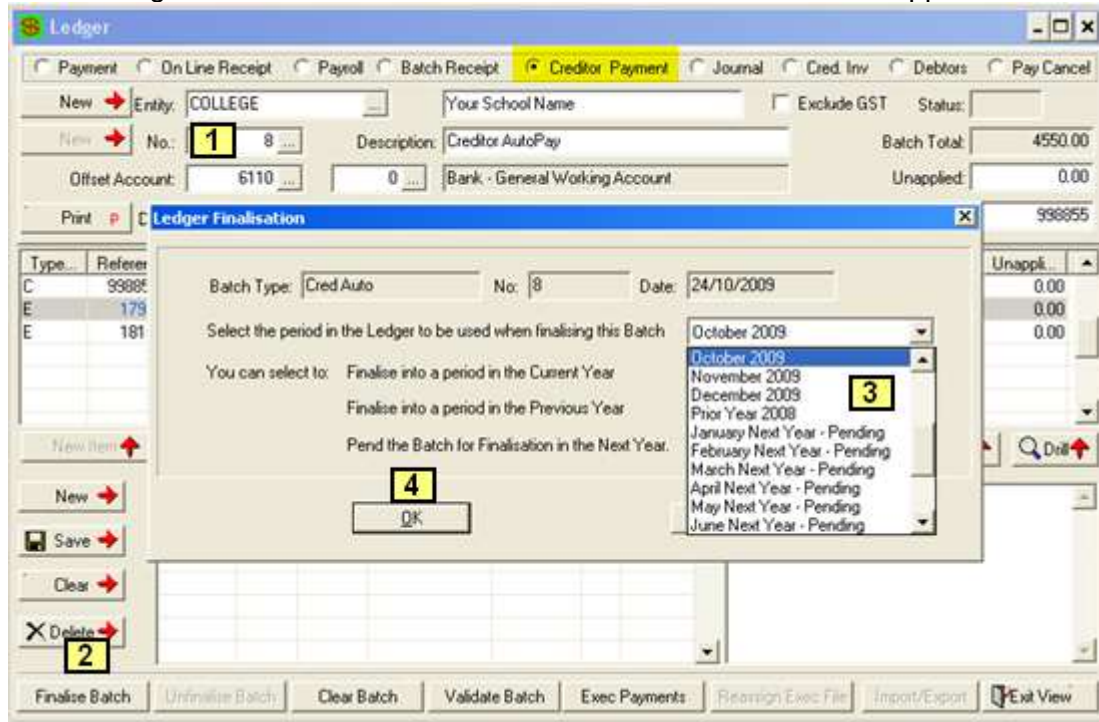 Ledger
Payment On Line Receipt Payroll Batch Receipt Creditor Payment Journal Cred. Inv Debtors Pay Cancel
New Entity: COLLEGE ... Your School Name Exclude GST Status:
New No.: 1 8 ... Description: Creditor AutoPay Batch Total: 4550.00
Offset Account: 6110 ... 0 ... Bank - General Working Account Unapplied: 0.00
Print P Ledger Finalisation 998855
Type... Unappli...
C 0.00
E 179 0.00
E 181 0.00
Batch Type: Cred Auto No: 8 Date: 24/10/2009
Select the period in the Ledger to be used when finalising this Batch October 2009
You can select to: Finalise into a period in the Current Year
Finalise into a period in the Previous Year
Pend the Batch for Finalisation in the Next Year.
October 2009
November 2009
December 2009
3
Prior Year 2008
January Next Year - Pending
February Next Year - Pending
March Next Year - Pending
April Next Year - Pending
May Next Year - Pending
June Next Year - Pending
4
OK
New Item Drill
New
Save
Clear
Delete
2
Finalise Batch Unfinalise Batch Clear Batch Validate Batch Exec Payments Reassign Exec File Import/Export Exit View